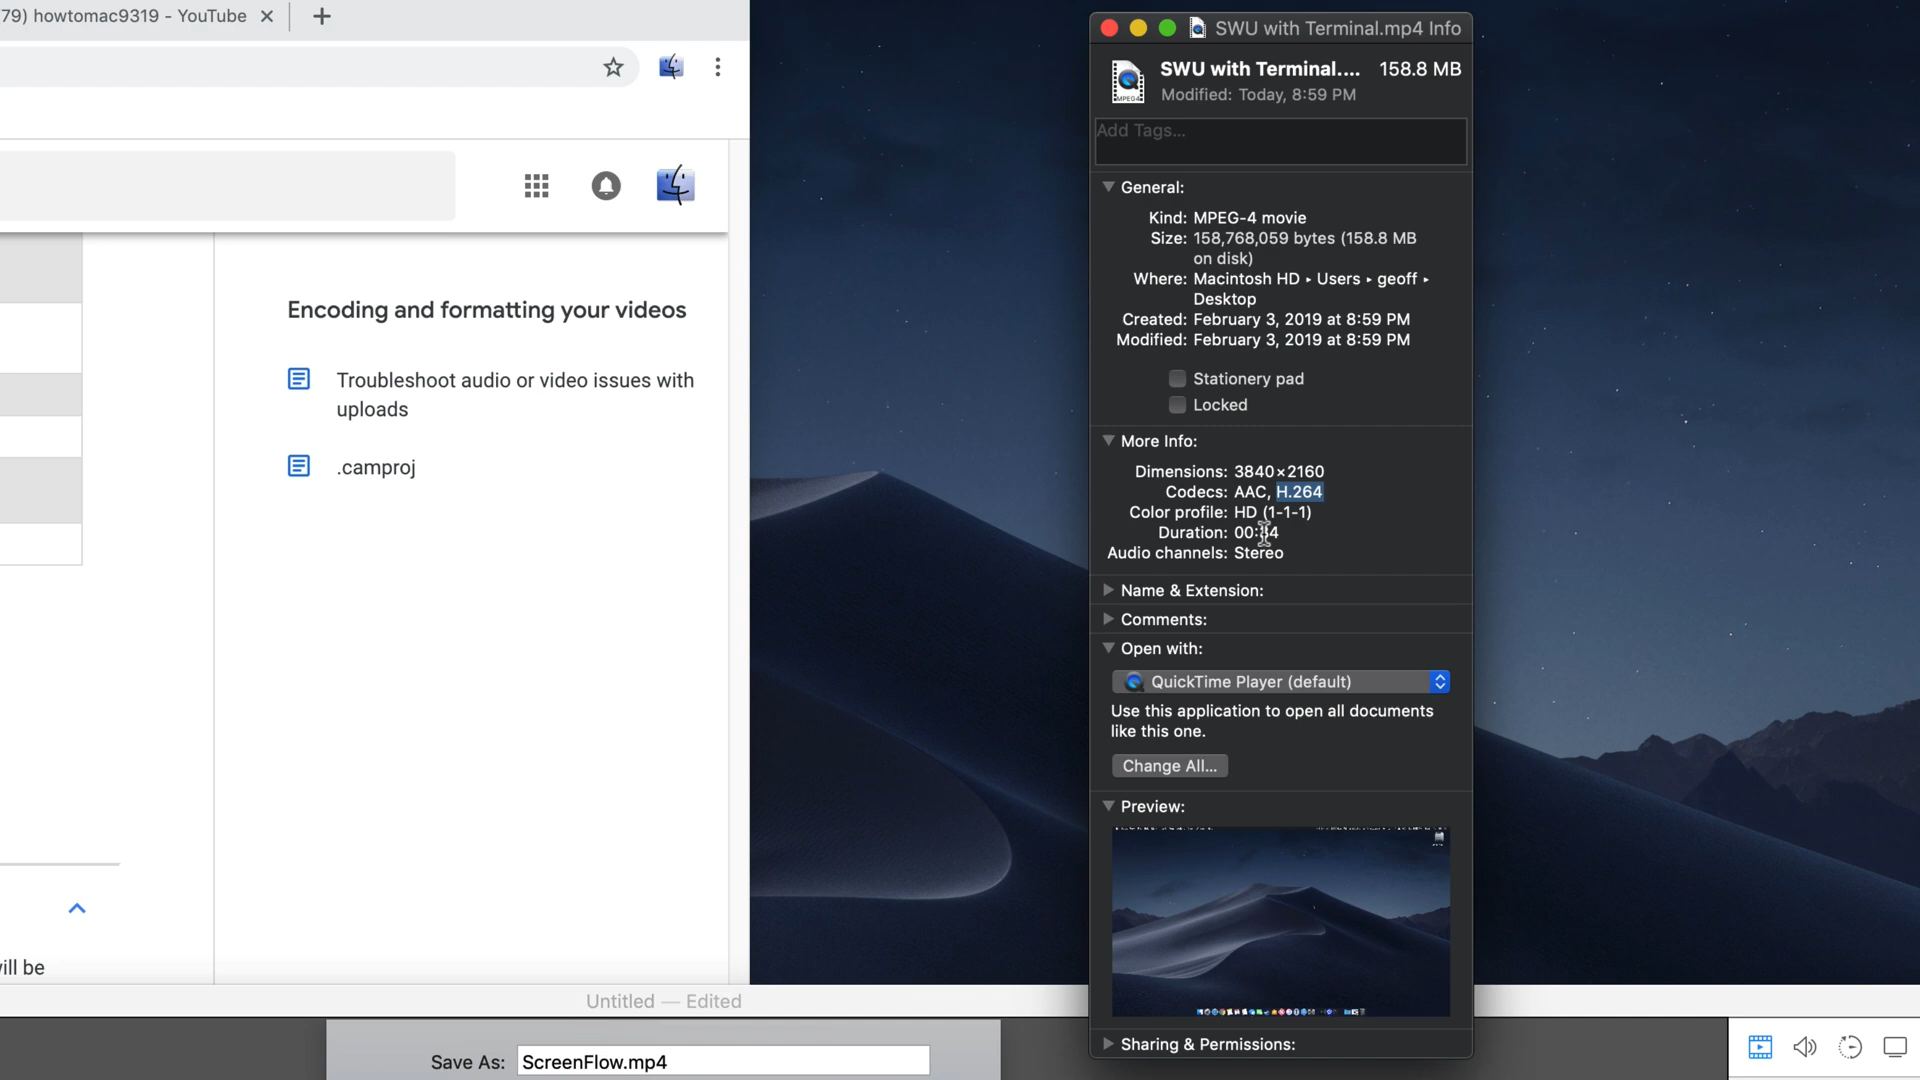 79) howtomac9319 - YouTube
Encoding and formatting your videos
Troubleshoot audio or video issues with
uploads
.camproj
will be
Untitled — Edited
Save As: ScreenFlow.mp4
SWU with Terminal.mp4 Info
SWU with Terminal.... 158.8 MB
Modified: Today, 8:59 PM
Add Tags...
General:
Kind: MPEG-4 movie
Size: 158,768,059 bytes (158.8 MB
on disk)
Where: Macintosh HD ▸ Users ▸ geoff ▸
Desktop
Created: February 3, 2019 at 8:59 PM
Modified: February 3, 2019 at 8:59 PM
Stationery pad
Locked
More Info:
Dimensions: 3840×2160
Codecs: AAC, H.264
Color profile: HD (1-1-1)
Duration:
Audio channels: Stereo
Name & Extension:
Comments:
Open with:
QuickTime Player (default)
Use this application to open all documents
like this one.
Change All...
Preview:
Sharing & Permissions: